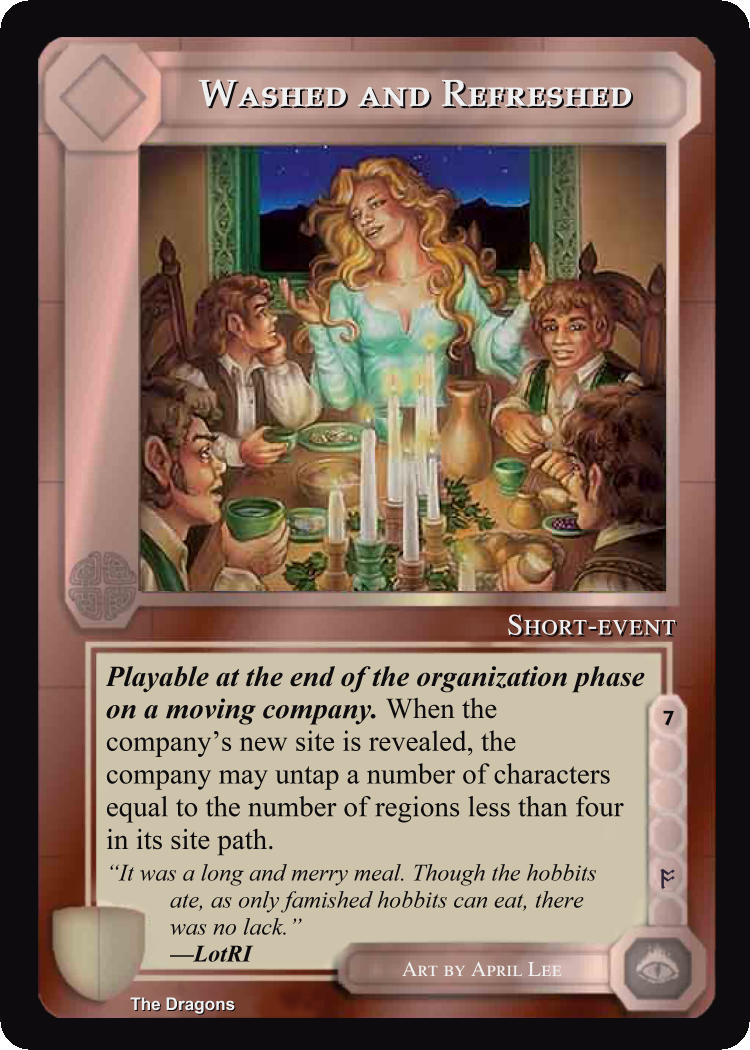 Washed and Refreshed
Short-event
Playable at the end of the organization phase
on a moving company. When the
company’s new site is revealed, the
company may untap a number of characters
equal to the number of regions less than four
in its site path.
“It was a long and merry meal. Though the hobbits
ate, as only famished hobbits can eat, there
was no lack.”
—LotRI
7
Art by April Lee
The Dragons